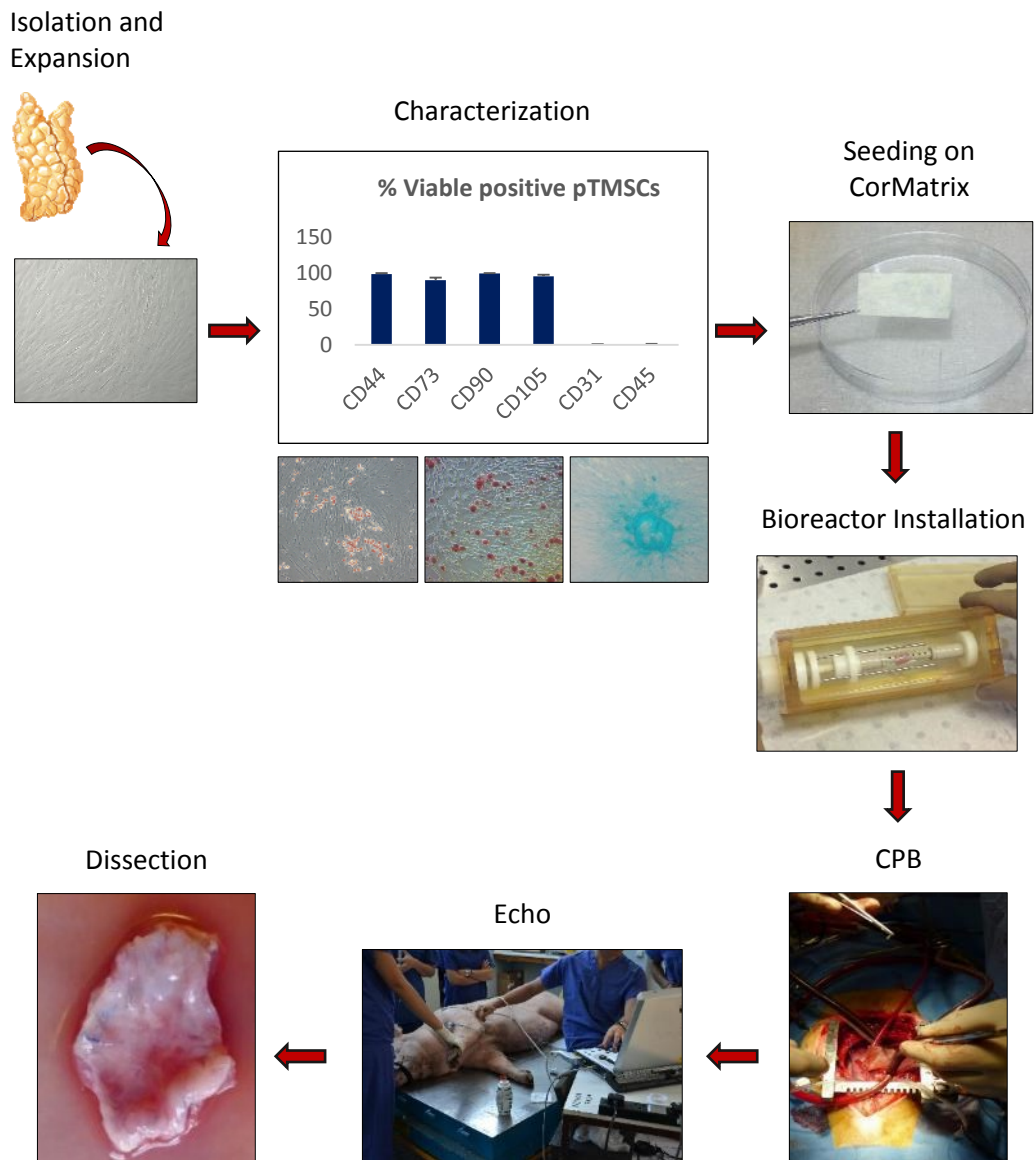 Isolation and
Expansion
Characterization
% Viable positive pTMSCs
150
100
50
0
CD44
CD73
CD90
CD105
CD31
CD45
Seeding on
CorMatrix
Bioreactor Installation
CPB
Echo
Dissection